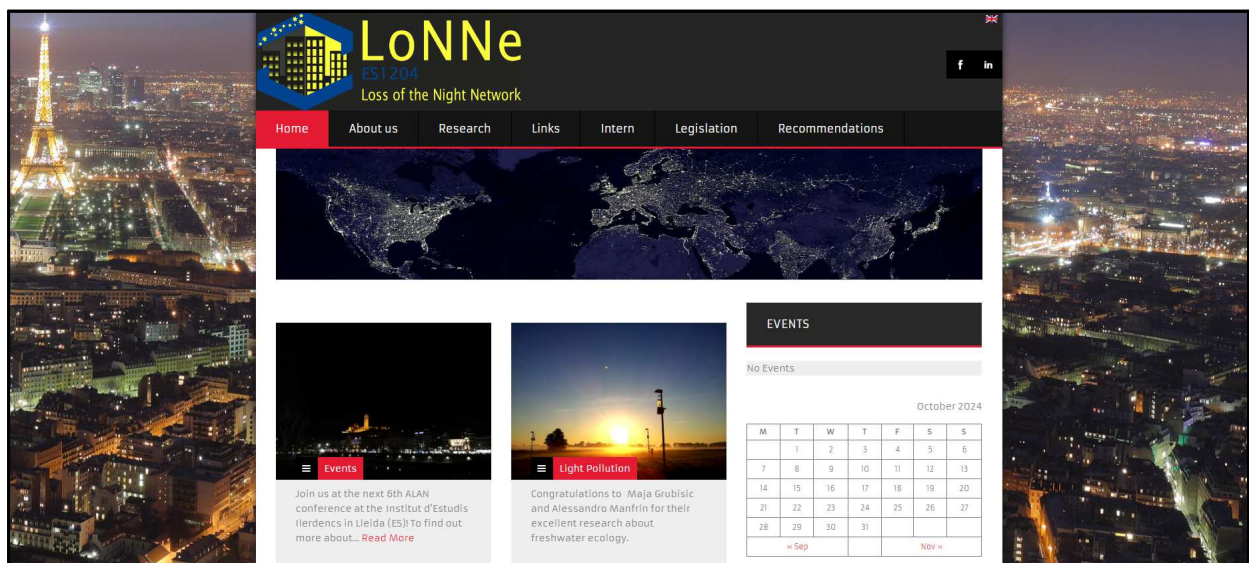 LoNNe
ES1204
Loss of the Night Network
f in
Home About us Research Links Intern Legislation Recommendations
EVENTS
No Events
October 2024
M T W T F S S
1 2 3 4 5 6
7 8 9 10 11 12 13
14 15 16 17 18 19 20
21 22 23 24 25 26 27
28 29 30 31
« Sep Nov »
Events
Join us at the next 6th ALAN
conference at the Institut d'Estudis
Ilerdencs in Lleida (ES)! To find out
more about... Read More
Light Pollution
Congratulations to Maja Grubisic
and Alessandro Manfrin for their
excellent research about
freshwater ecology.